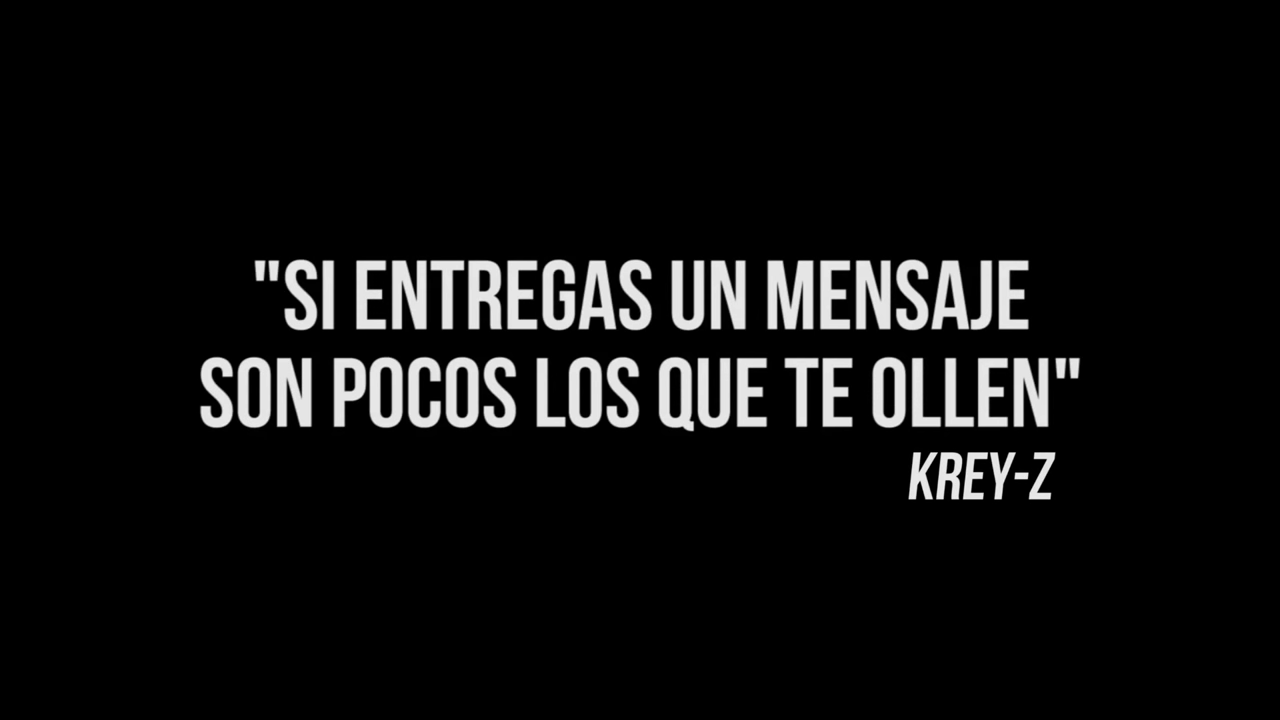 "SI ENTREGAS UN MENSAJE
SON POCOS LOS QUE TE OLLEN"
KREY-Z